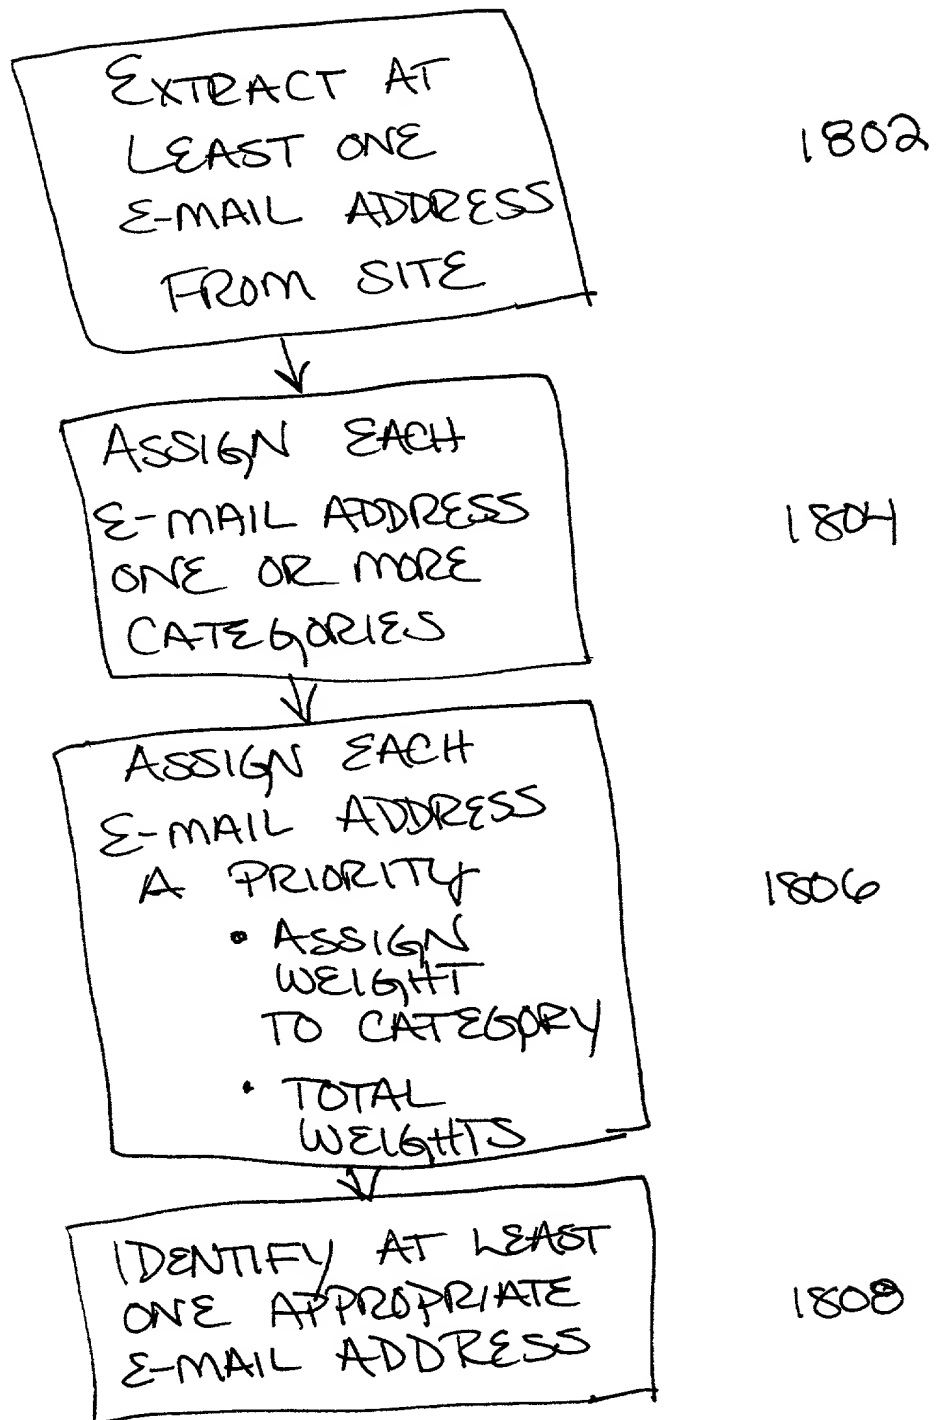 EXTRACT AT
LEAST ONE
E-MAIL ADDRESS
FROM SITE
1802
ASSIGN EACH
E-MAIL ADDRESS
ONE OR MORE
CATEGORIES
1804
ASSIGN EACH
E-MAIL ADDRESS
A PRIORITY
• ASSIGN
WEIGHT
TO CATEGORY
• TOTAL
WEIGHTS
1806
IDENTIFY AT LEAST
ONE APPROPRIATE
E-MAIL ADDRESS
1808